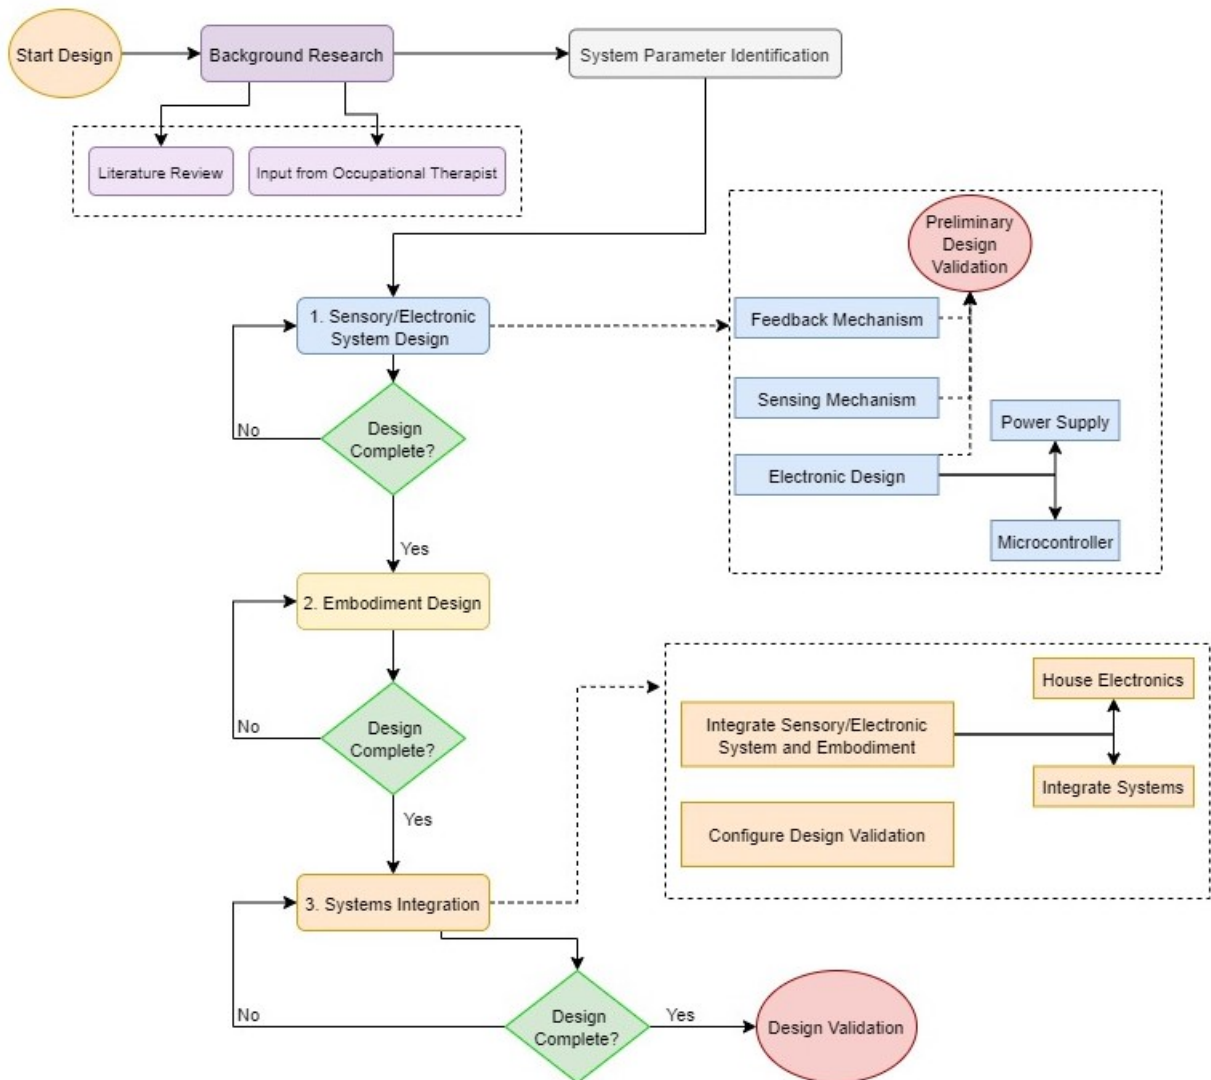 Start Design
Background Research
System Parameter Identification
Literature Review
Input from Occupational Therapist
Preliminary
Design
Validation
1. Sensory/Electronic
System Design
Feedback Mechanism
Sensing Mechanism
Power Supply
No
Design
Complete?
Electronic Design
Microcontroller
Yes
2. Embodiment Design
House Electronics
No
Design
Complete?
Integrate Sensory/Electronic
System and Embodiment
Integrate Systems
Yes
Configure Design Validation
3. Systems Integration
No
Design
Complete?
Yes
Design Validation